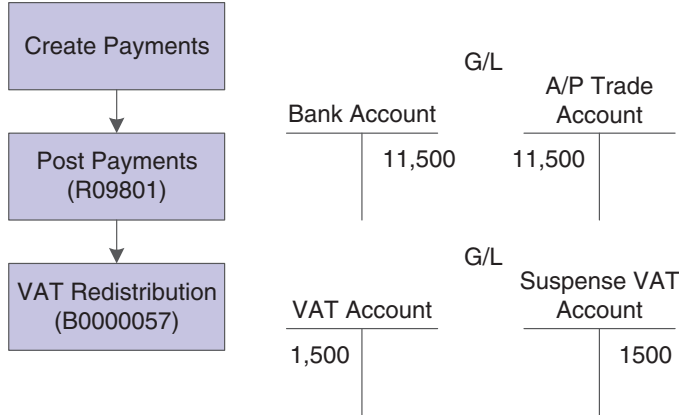 Create Payments
Post Payments
(R09801)
VAT Redistribution
(B0000057)
G/L
Bank Account
A/P Trade
Account
11,500
11,500
G/L
VAT Account
Suspense VAT
Account
1,500
1500